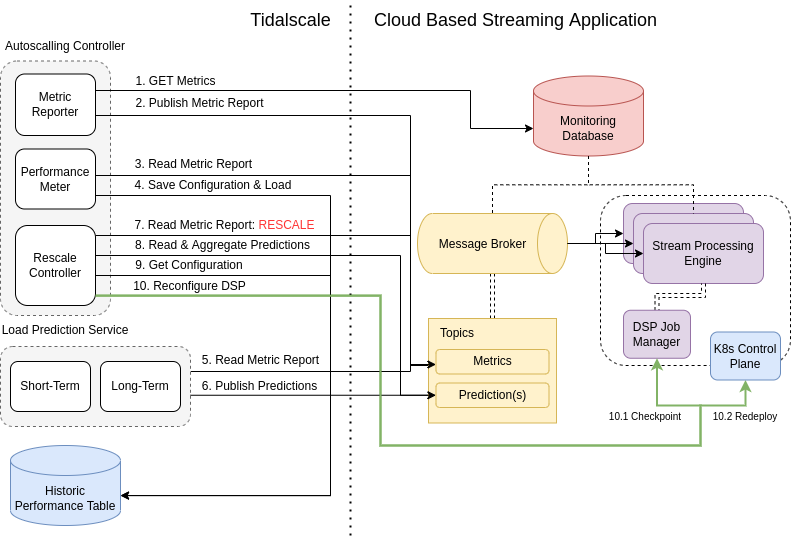 Tidalscale
Cloud Based Streaming Application
Autoscalling Controller
Metric
Reporter
1. GET Metrics
2. Publish Metric Report
Monitoring
Database
Performance
Meter
3. Read Metric Report
4. Save Configuration & Load
Rescale
Controller
7. Read Metric Report: RESCALE
8. Read & Aggregate Predictions
9. Get Configuration
10. Reconfigure DSP
Message Broker
Stream Processing
Engine
Load Prediction Service
Short-Term
Long-Term
5. Read Metric Report
6. Publish Predictions
Topics
Metrics
Prediction(s)
DSP Job
Manager
K8s Control
Plane
10.1 Checkpoint
10.2 Redeploy
Historic
Performance Table